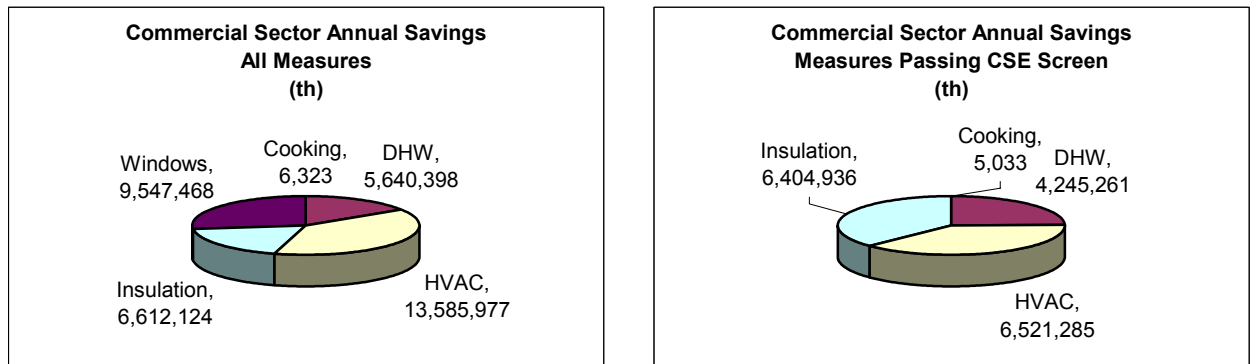 Commercial Sector Annual Savings
All Measures
(th)
Cooking,
6,323
DHW,
5,640,398
Windows,
9,547,468
Insulation,
6,612,124
HVAC,
13,585,977
Commercial Sector Annual Savings
Measures Passing CSE Screen
(th)
Cooking,
5,033
DHW,
4,245,261
Insulation,
6,404,936
HVAC,
6,521,285